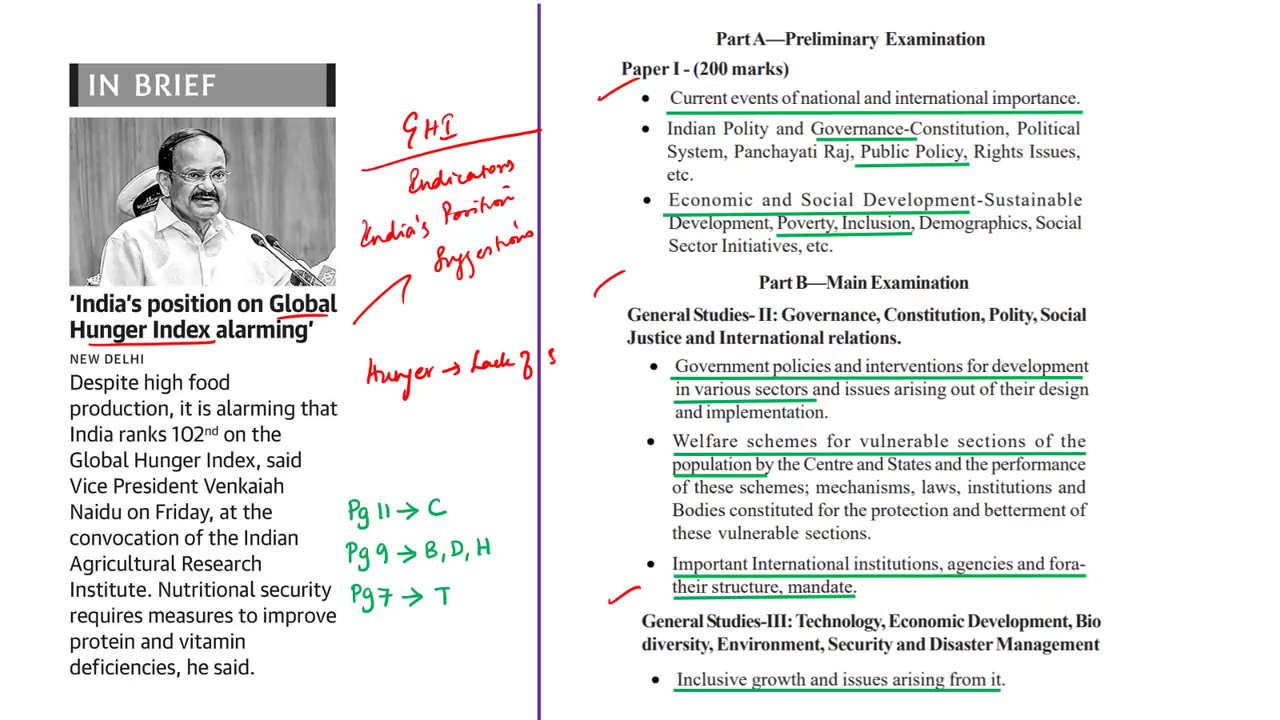 IN BRIEF
'India's position on Global
Hunger Index alarming'
NEW DELHI
Despite high food
production, it is alarming that
India ranks 102nd on the
Global Hunger Index, said
Vice President Venkaiah
Naidu on Friday, at the
convocation of the Indian
Agricultural Research
Institute. Nutritional security
requires measures to improve
protein and vitamin
deficiencies, he said.
GHI
Indicators
India's Position
Suggestions
Hunger → Lack of s
Pg 11 → C
Pg 9 → B, D, H
Pg 7 → T
Part A—Preliminary Examination
Paper I - (200 marks)
• Current events of national and international importance.
• Indian Polity and Governance-Constitution, Political
System, Panchayati Raj, Public Policy, Rights Issues,
etc.
• Economic and Social Development-Sustainable
Development, Poverty, Inclusion, Demographics, Social
Sector Initiatives, etc.
Part B—Main Examination
General Studies- II: Governance, Constitution, Polity, Social
Justice and International relations.
• Government policies and interventions for development
in various sectors and issues arising out of their design
and implementation.
• Welfare schemes for vulnerable sections of the
population by the Centre and States and the performance
of these schemes; mechanisms, laws, institutions and
Bodies constituted for the protection and betterment of
these vulnerable sections.
• Important International institutions, agencies and fora-
their structure, mandate.
General Studies-III: Technology, Economic Development, Bio
diversity, Environment, Security and Disaster Management
• Inclusive growth and issues arising from it.